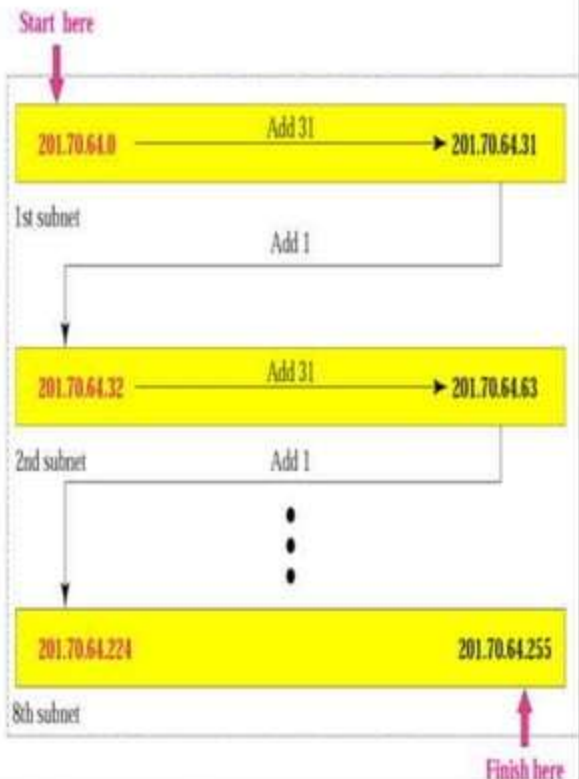 Start here
201.70.64.0 Add 31 201.70.64.31
1st subnet
Add 1
201.70.64.32 Add 31 201.70.64.63
2nd subnet Add 1
201.70.64.224 201.70.64.255
8th subnet
Finish here